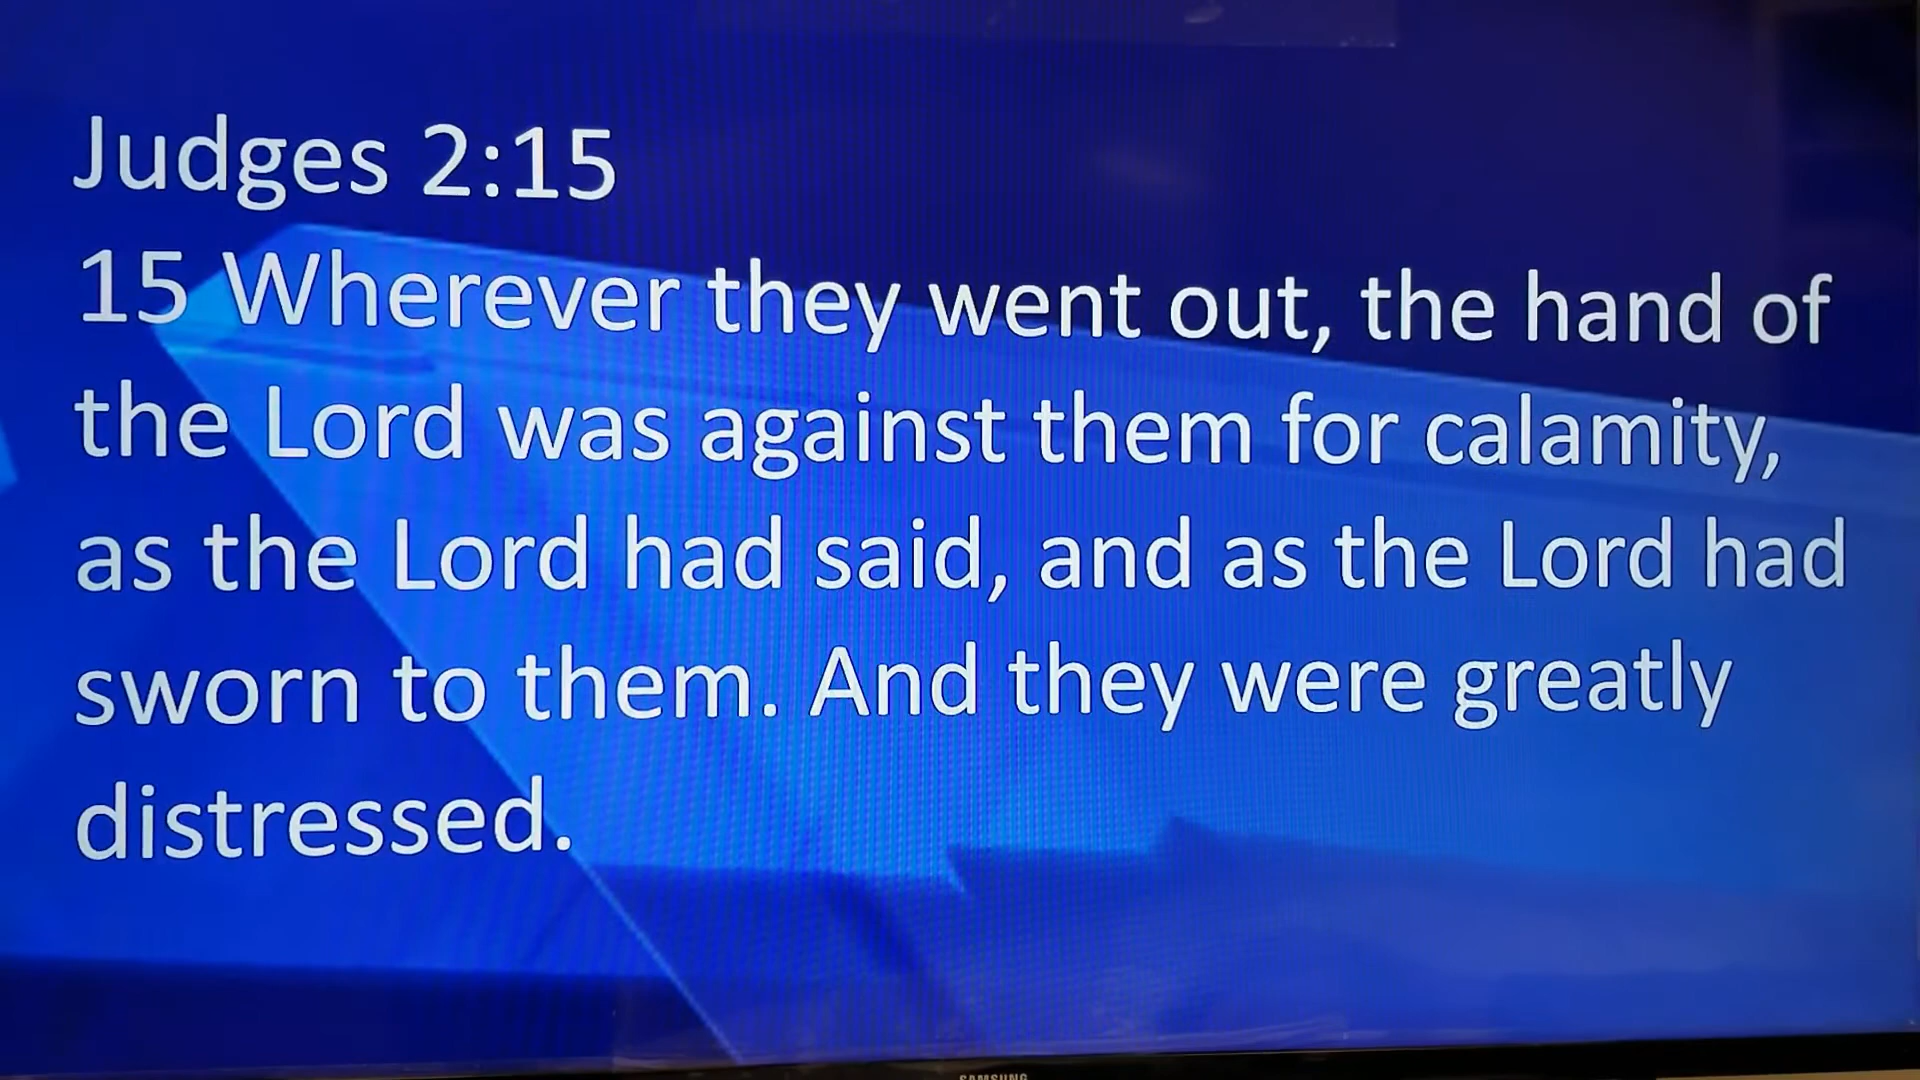 Judges 2:15
15 Wherever they went out, the hand of
the Lord was against them for calamity,
as the Lord had said, and as the Lord had
sworn to them. And they were greatly
distressed.
SAMSUNG